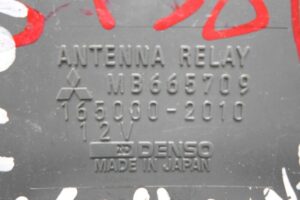 ANTENNA RELAY
MB665709
165000-2010
12V
DENSO
MADE IN JAPAN